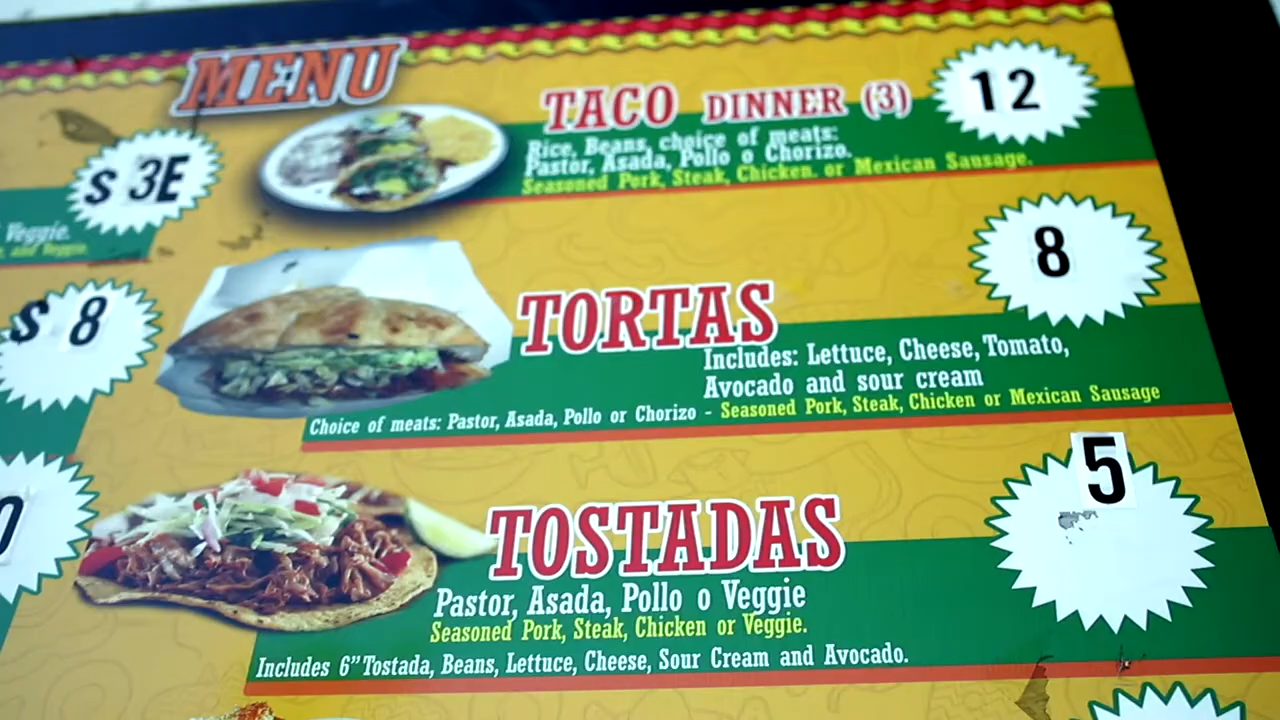 MENU
$ 3E
Veggie.
and Veggie.
$ 8
0
TACO DINNER (3)
12
Rice, Beans, choice of meats:
Pastor, Asada, Pollo o Chorizo.
Seasoned Pork, Steak, Chicken, or Mexican Sausage.
TORTAS
8
Includes: Lettuce, Cheese, Tomato,
Avocado and sour cream
Choice of meats: Pastor, Asada, Pollo or Chorizo - Seasoned Pork, Steak, Chicken or Mexican Sausage
TOSTADAS
5
Pastor, Asada, Pollo o Veggie
Seasoned Pork, Steak, Chicken or Veggie.
Includes 6” Tostada, Beans, Lettuce, Cheese, Sour Cream and Avocado.